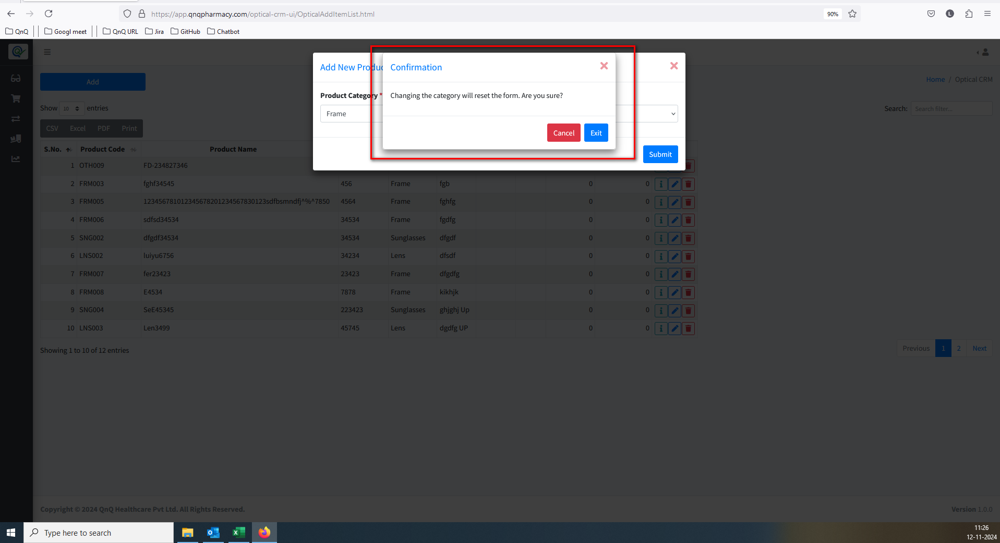 https://app.qnqpharmacy.com/optical-crm-ui/OpticalAddItemList.html 90% L
QnQ Googl meet QnQ URL Jira GitHub Chatbot
Add New Produc
Confirmation
Product Category *
Changing the category will reset the form. Are you sure?
Frame
Cancel Exit
Submit
Add
Home / Optical CRM
Show 10 entries
Search: Search filter...
CSV Excel PDF Print
S.No. Product Code Product Name
1 OTH009 FD-234827346
2 FRM003 fghf34545 456 Frame fgb 0 0
3 FRM005 12345678101234567820123456783​0123sdfbsmndfj^%^7850 4564 Frame fghfg 0 0
4 FRM006 sdfsd34534 34534 Frame fgdfg 0 0
5 SNG002 dfgdf34534 34534 Sunglasses dfgdf 0 0
6 LNS002 luiyu6756 34234 Lens dfsdf 0 0
7 FRM007 fer23423 23423 Frame dfgdfg 0 0
8 FRM008 E4534 7878 Frame kikhjk 0 0
9 SNG004 SeE45345 223423 Sunglasses ghjghj Up 0 0
10 LNS003 Len3499 45745 Lens dgdfg UP 0 0
Showing 1 to 10 of 12 entries
Previous 1 2 Next
Copyright © 2024 QnQ Healthcare Pvt Ltd. All Rights Reserved.
Version 1.0.0
Type here to search
11:26
12-11-2024